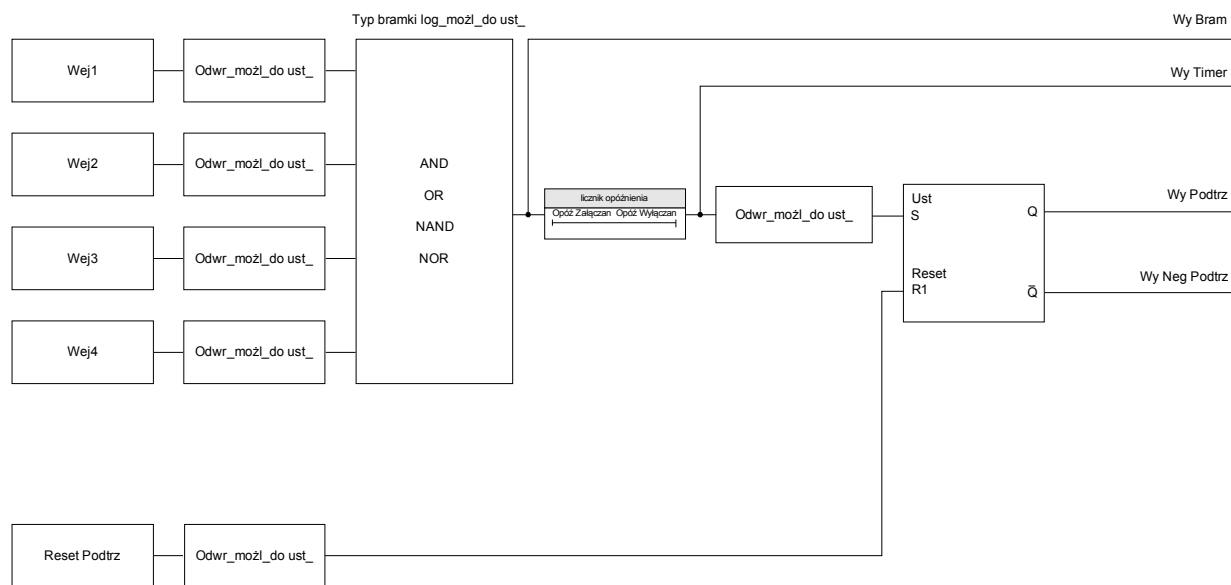 Typ bramki log_możl_do ust_
Wy Bram
Wej1
Odwr_możl_do ust_
Wy Timer
Wej2
Odwr_możl_do ust_
AND
OR
NAND
NOR
licznik opóźnienia
Opóź Załączan Opóź Wyłączan
Odwr_możl_do ust_
Ust
S
Q
Wy Podtrz
Wej3
Odwr_możl_do ust_
Reset
R1
Q̅
Wy Neg Podtrz
Wej4
Odwr_możl_do ust_
Reset Podtrz
Odwr_możl_do ust_